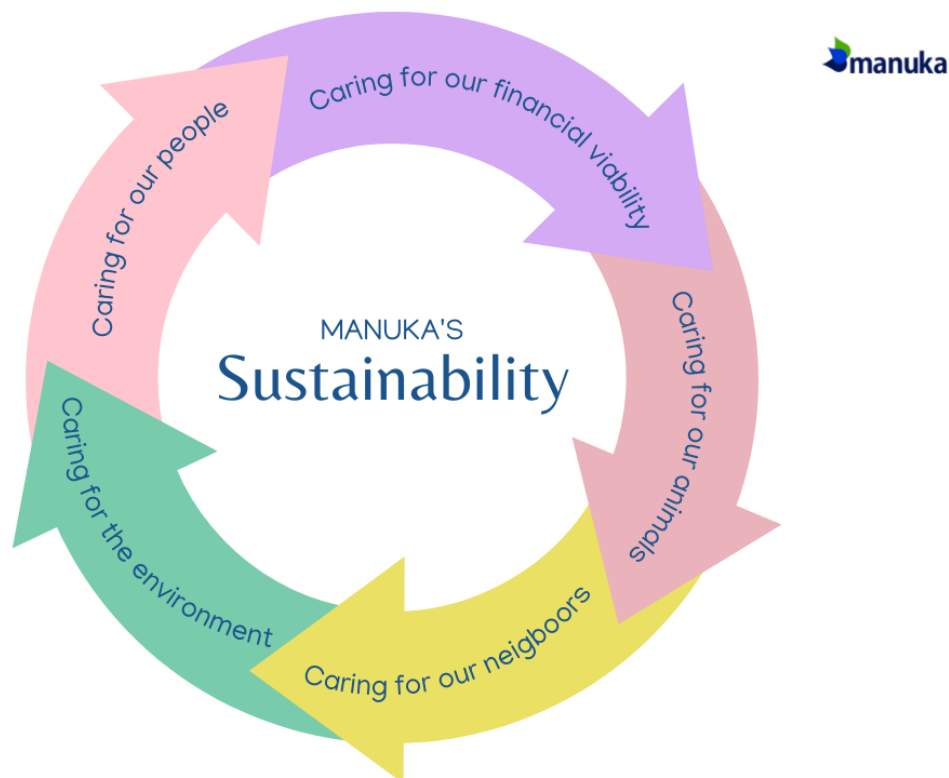 manuka
Caring for our financial viability
Caring for our people
MANUKA'S
Sustainability
Caring for our animals
Caring for the environment
Caring for our neigboors